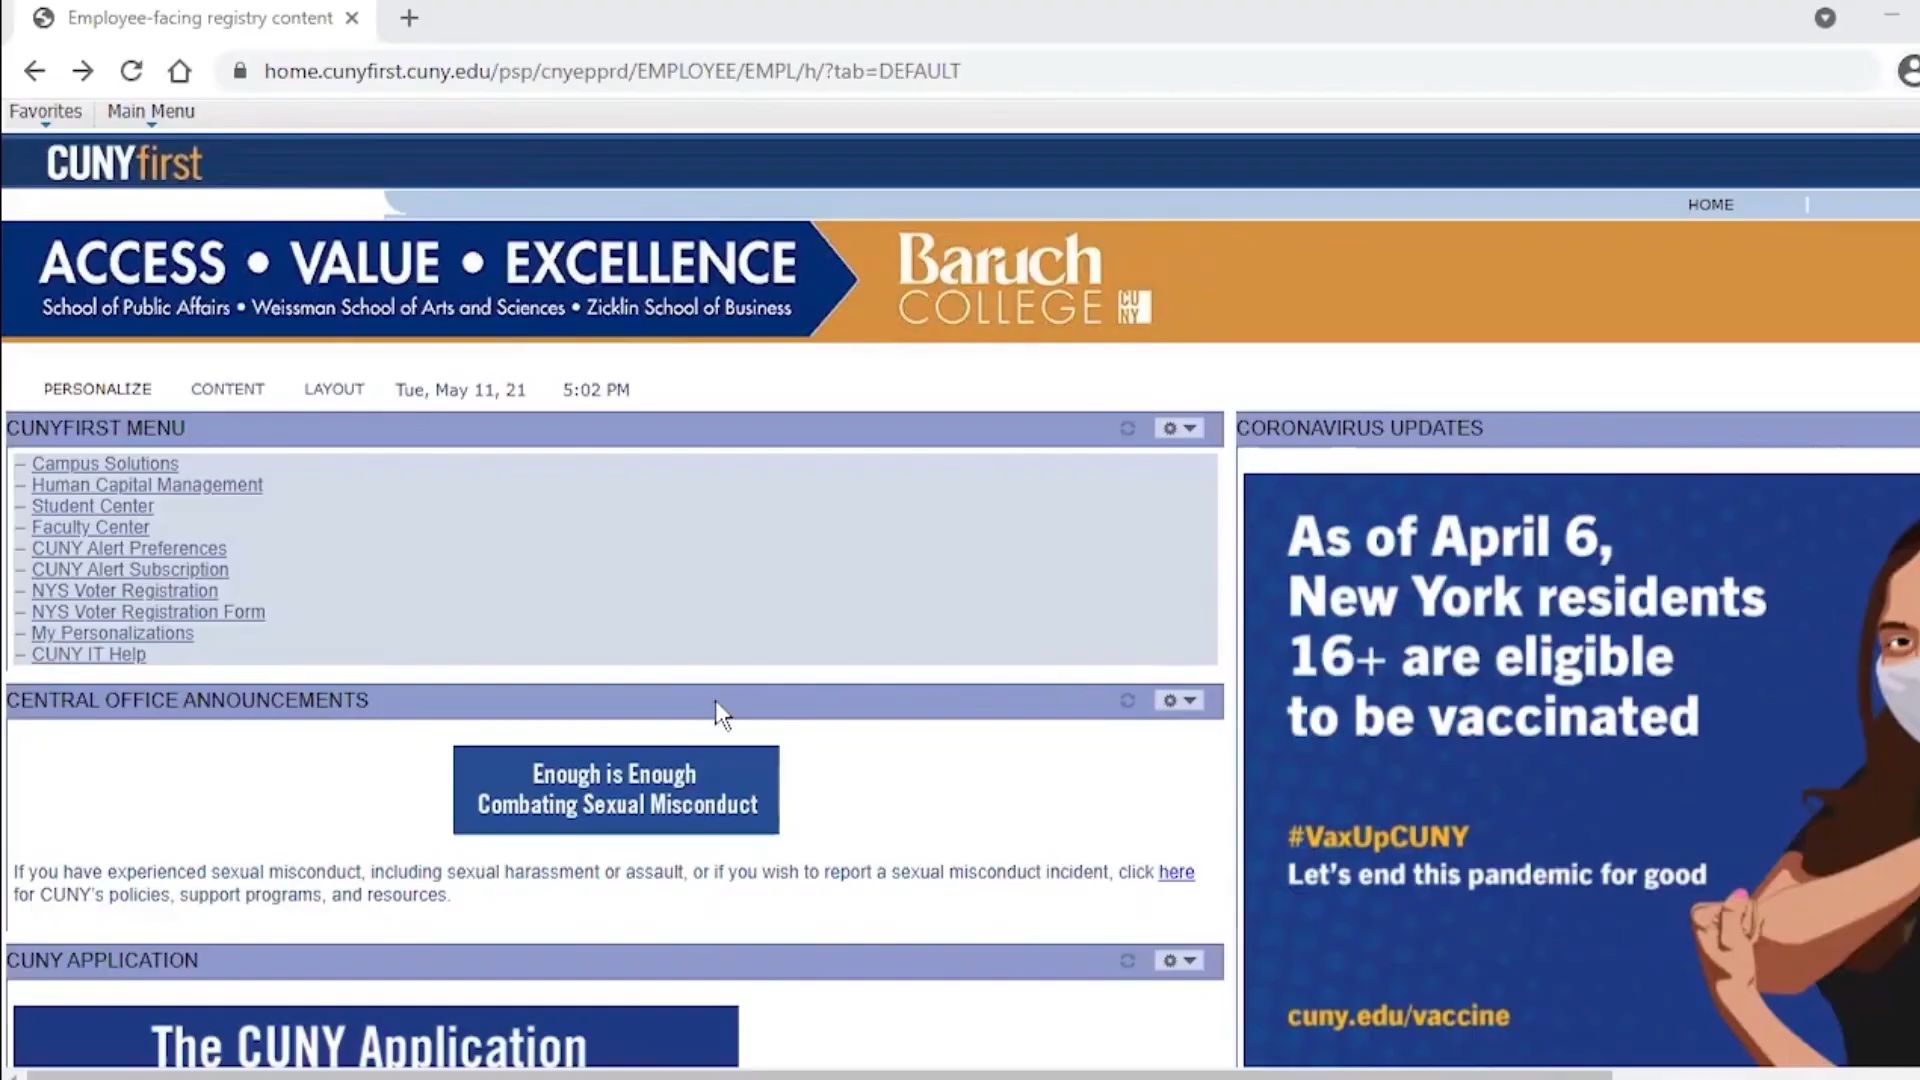 Employee-facing registry content
home.cunyfirst.cuny.edu/psp/cnyepprd/EMPLOYEE/EMPL/h/?tab=DEFAULT
Favorites Main Menu
CUNYfirst
HOME
ACCESS • VALUE • EXCELLENCE
School of Public Affairs • Weissman School of Arts and Sciences • Zicklin School of Business
Baruch
COLLEGE
CU
NY
PERSONALIZE CONTENT LAYOUT Tue, May 11, 21 5:02 PM
CUNYFIRST MENU
– Campus Solutions
– Human Capital Management
– Student Center
– Faculty Center
– CUNY Alert Preferences
– CUNY Alert Subscription
– NYS Voter Registration
– NYS Voter Registration Form
– My Personalizations
– CUNY IT Help
CENTRAL OFFICE ANNOUNCEMENTS
Enough is Enough
Combating Sexual Misconduct
If you have experienced sexual misconduct, including sexual harassment or assault, or if you wish to report a sexual misconduct incident, click here
for CUNY's policies, support programs, and resources.
CUNY APPLICATION
The CUNY Application
CORONAVIRUS UPDATES
As of April 6,
New York residents
16+ are eligible
to be vaccinated
#VaxUpCUNY
Let's end this pandemic for good
cuny.edu/vaccine